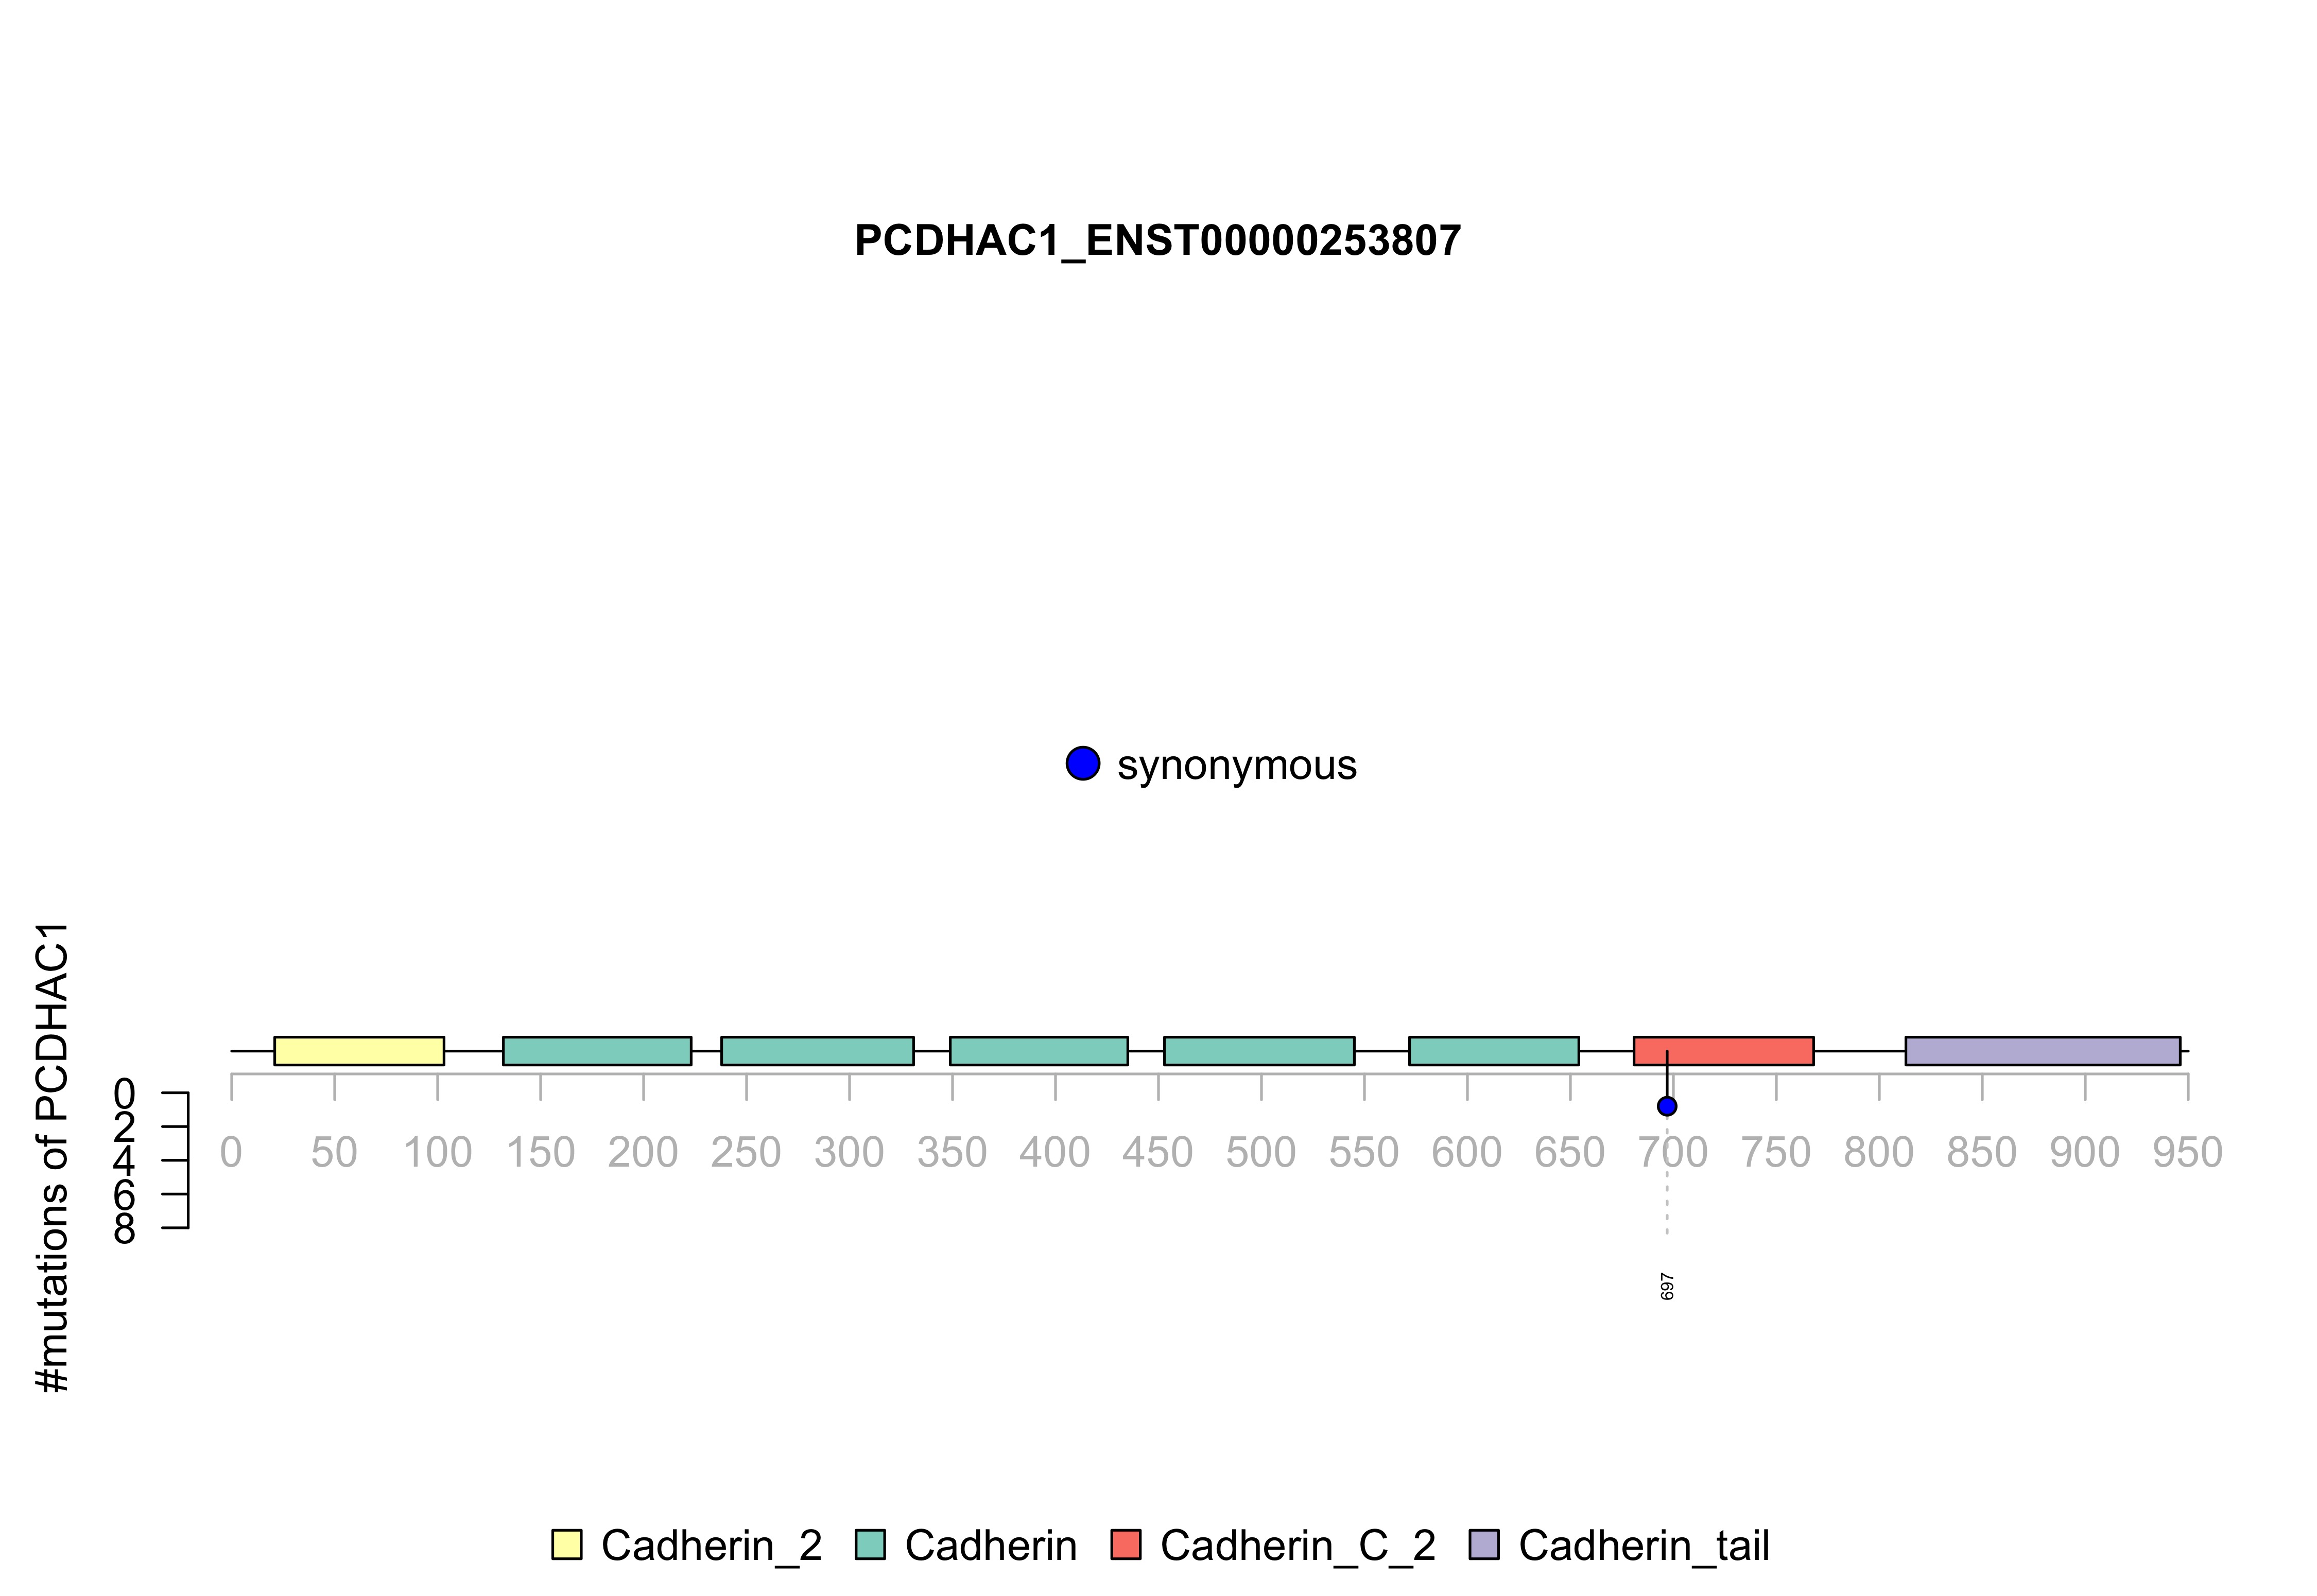 PCDHAC1_ENST00000253807
synonymous
#mutations of PCDHAC1
0
2
4
6
8
0 50 100 150 200 250 300 350 400 450 500 550 600 650 700 750 800 850 900 950
697
Cadherin_2 Cadherin Cadherin_C_2 Cadherin_tail